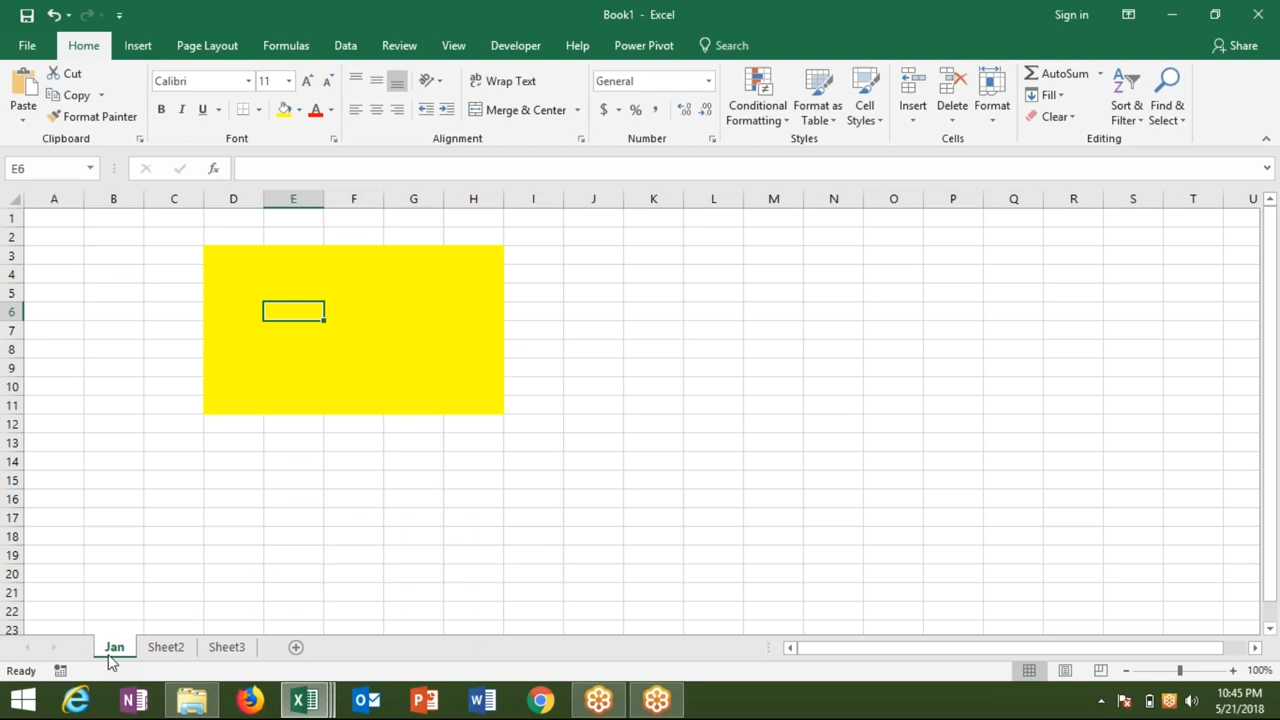 Book1 - Excel
Sign in
File Home Insert Page Layout Formulas Data Review View Developer Help Power Pivot Search Share
Paste
Cut
Copy
Format Painter
Clipboard
Calibri 11
B I U A
Font
Wrap Text
Merge & Center
Alignment
General
$ % ,
Number
Conditional Formatting
Format as Table
Cell Styles
Styles
Insert
Delete
Format
Cells
AutoSum
Fill
Clear
Sort & Filter
Find & Select
Editing
E6 fx
A B C D E F G H I J K L M N O P Q R S T U
1
2
3
4
5
6
7
8
9
10
11
12
13
14
15
16
17
18
19
20
21
22
23
Jan Sheet2 Sheet3
Ready 100%
10:45 PM
5/21/2018